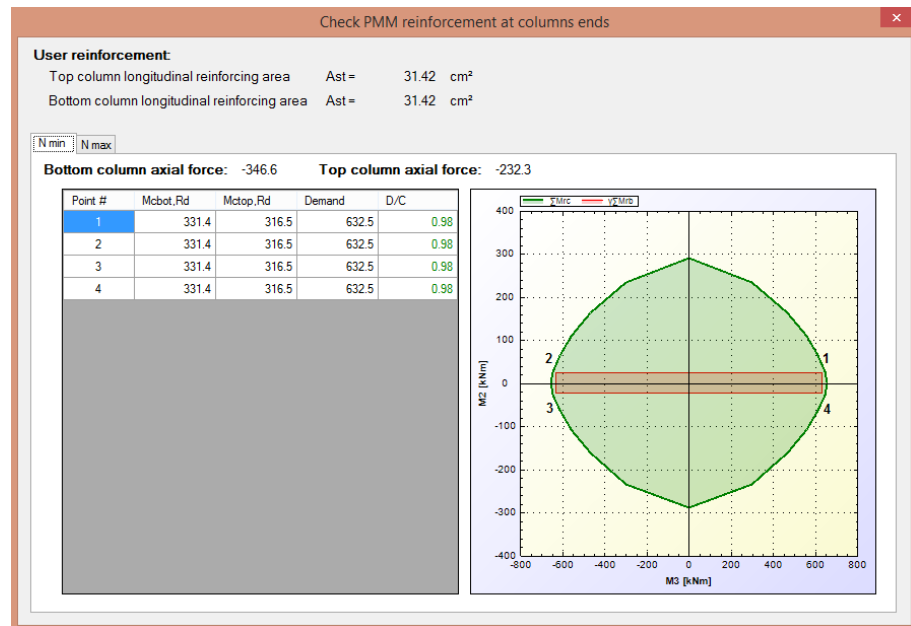 Check PMM reinforcement at columns ends
×
User reinforcement:
Top column longitudinal reinforcing area Ast = 31.42 cm²
Bottom column longitudinal reinforcing area Ast = 31.42 cm²
N min N max
Bottom column axial force: -346.6 Top column axial force: -232.3
Point # Mcbot,Rd Mctop,Rd Demand D/C
1 331.4 316.5 632.5 0.98
2 331.4 316.5 632.5 0.98
3 331.4 316.5 632.5 0.98
4 331.4 316.5 632.5 0.98
∑Mrc γ∑Mrb
400
300
200
100
0
-100
-200
-300
-400
M2 [kNm]
2 1
3 4
-800 -600 -400 -200 0 200 400 600 800
M3 [kNm]